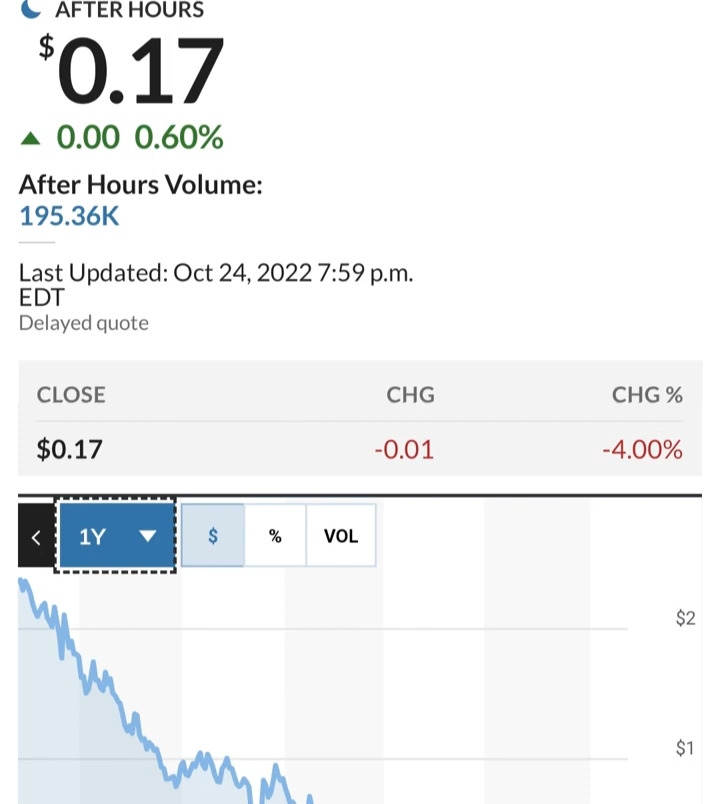 AFTER HOURS
$0.17
0.00 0.60%
After Hours Volume:
195.36K
Last Updated: Oct 24, 2022 7:59 p.m.
EDT
Delayed quote
CLOSE CHG CHG %
$0.17 -0.01 -4.00%
1Y $ % VOL
$2
$1